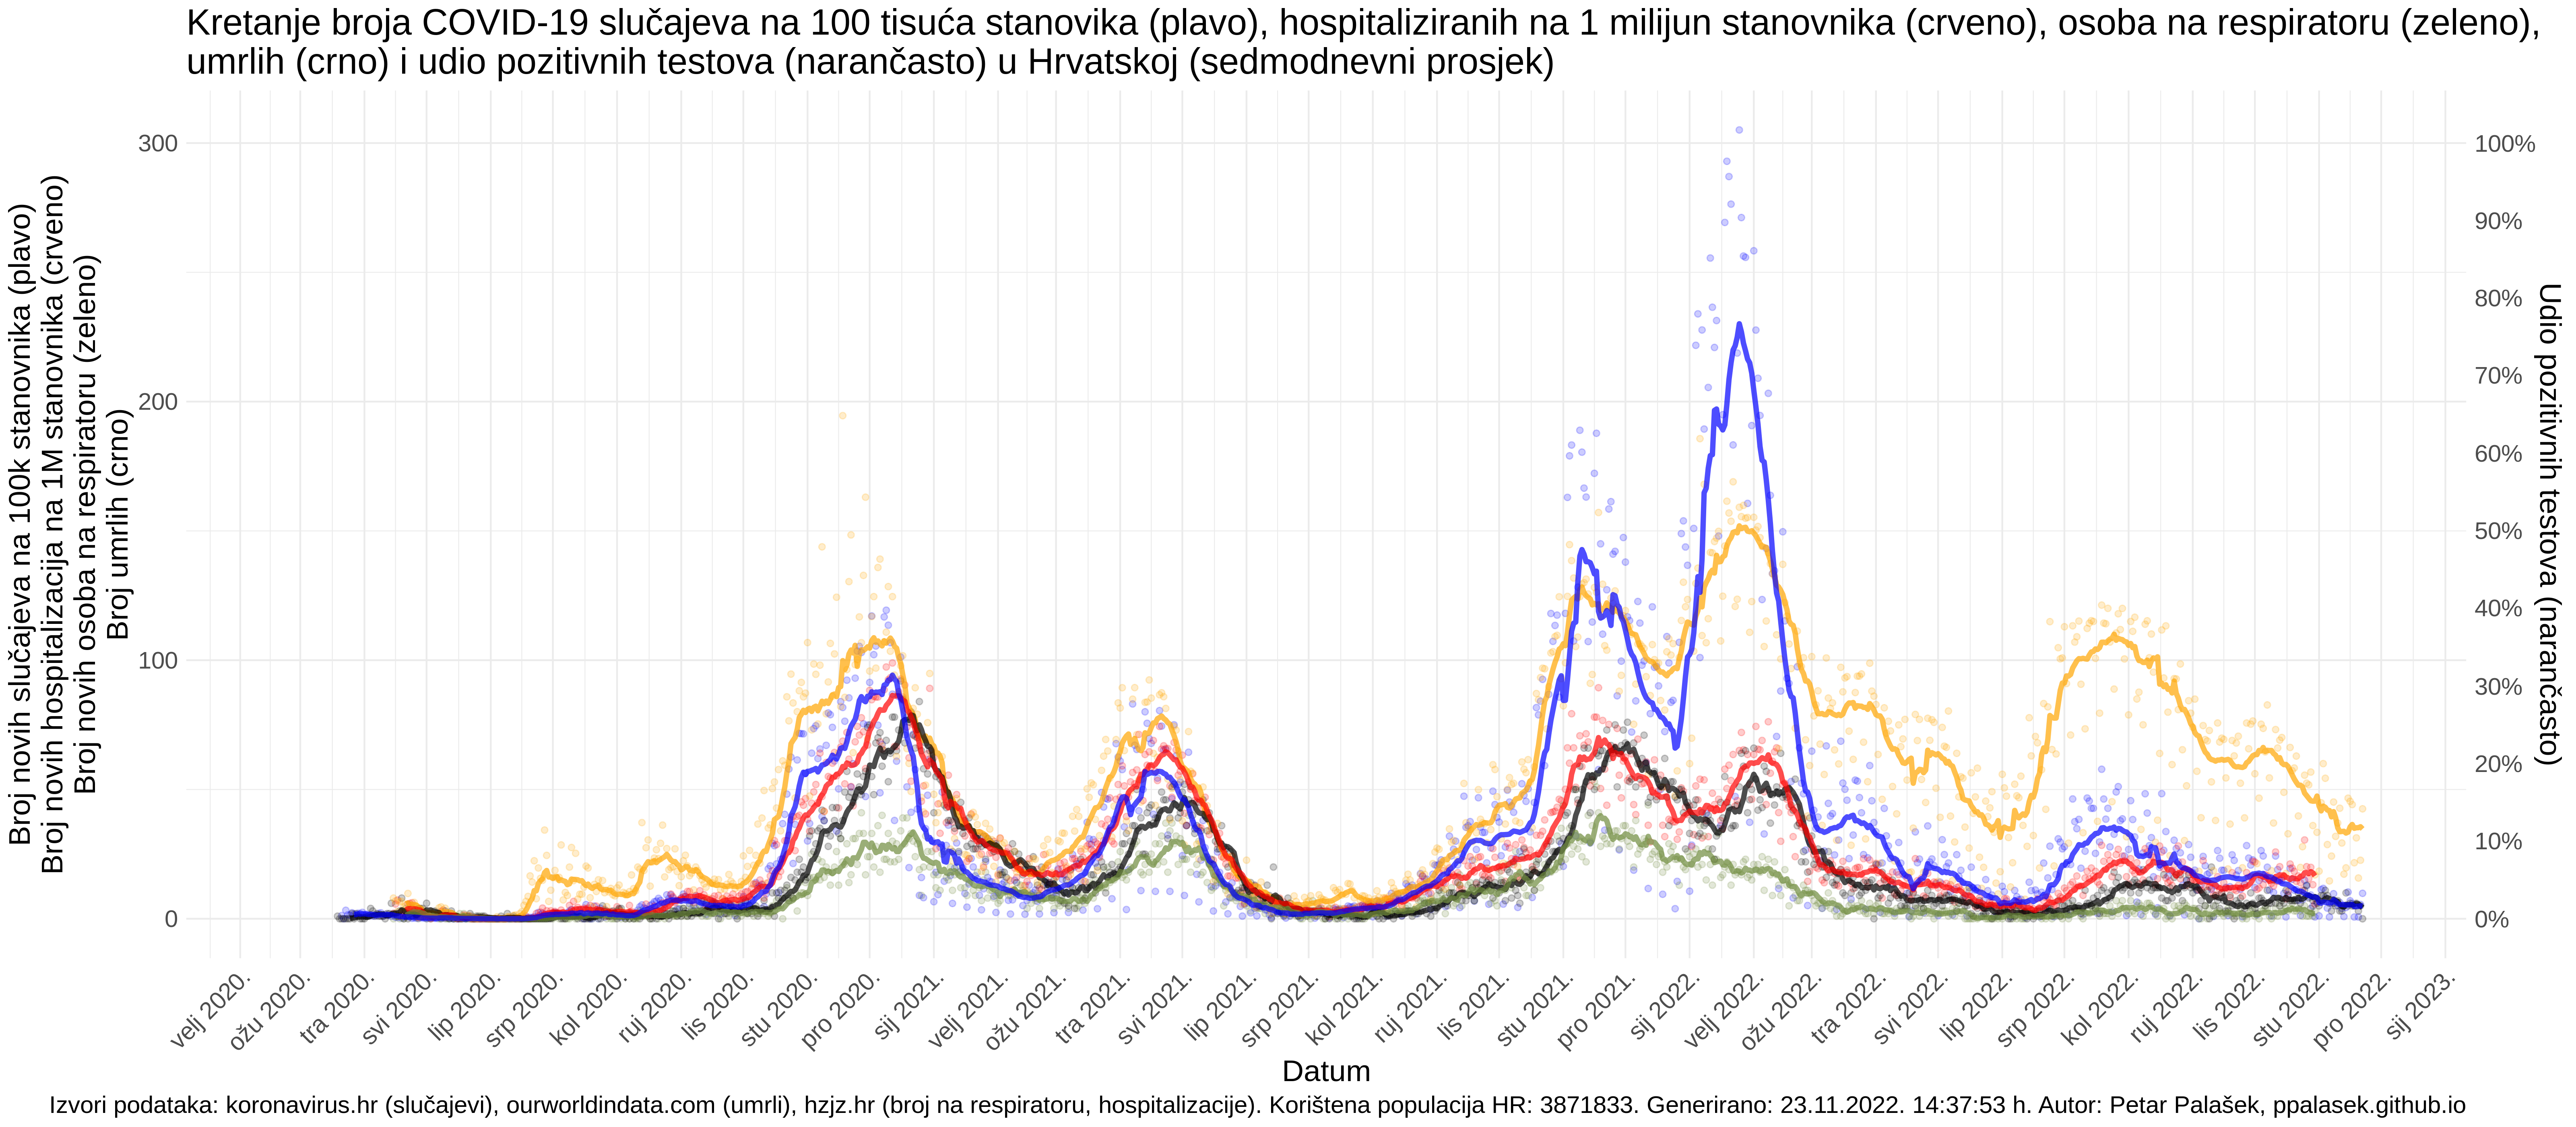 Kretanje broja COVID-19 slučajeva na 100 tisuća stanovika (plavo), hospitaliziranih na 1 milijun stanovnika (crveno), osoba na respiratoru (zeleno),
umrlih (crno) i udio pozitivnih testova (narančasto) u Hrvatskoj (sedmodnevni prosjek)
Broj novih slučajeva na 100k stanovnika (plavo)
Broj novih hospitalizacija na 1M stanovnika (crveno)
Broj novih osoba na respiratoru (zeleno)
Broj umrlih (crno)
300
200
100
0
100%
90%
80%
70%
60%
50%
40%
30%
20%
10%
0%
Udio pozitivnih testova (narančasto)
velj 2020.
ožu 2020.
tra 2020.
svi 2020.
lip 2020.
srp 2020.
kol 2020.
ruj 2020.
lis 2020.
stu 2020.
pro 2020.
sij 2021.
velj 2021.
ožu 2021.
tra 2021.
svi 2021.
lip 2021.
srp 2021.
kol 2021.
ruj 2021.
lis 2021.
stu 2021.
pro 2021.
sij 2022.
velj 2022.
ožu 2022.
tra 2022.
svi 2022.
lip 2022.
srp 2022.
kol 2022.
ruj 2022.
lis 2022.
stu 2022.
pro 2022.
sij 2023.
Datum
Izvori podataka: koronavirus.hr (slučajevi), ourworldindata.com (umrli), hzjz.hr (broj na respiratoru, hospitalizacije). Korištena populacija HR: 3871833. Generirano: 23.11.2022. 14:37:53 h. Autor: Petar Palašek, ppalasek.github.io